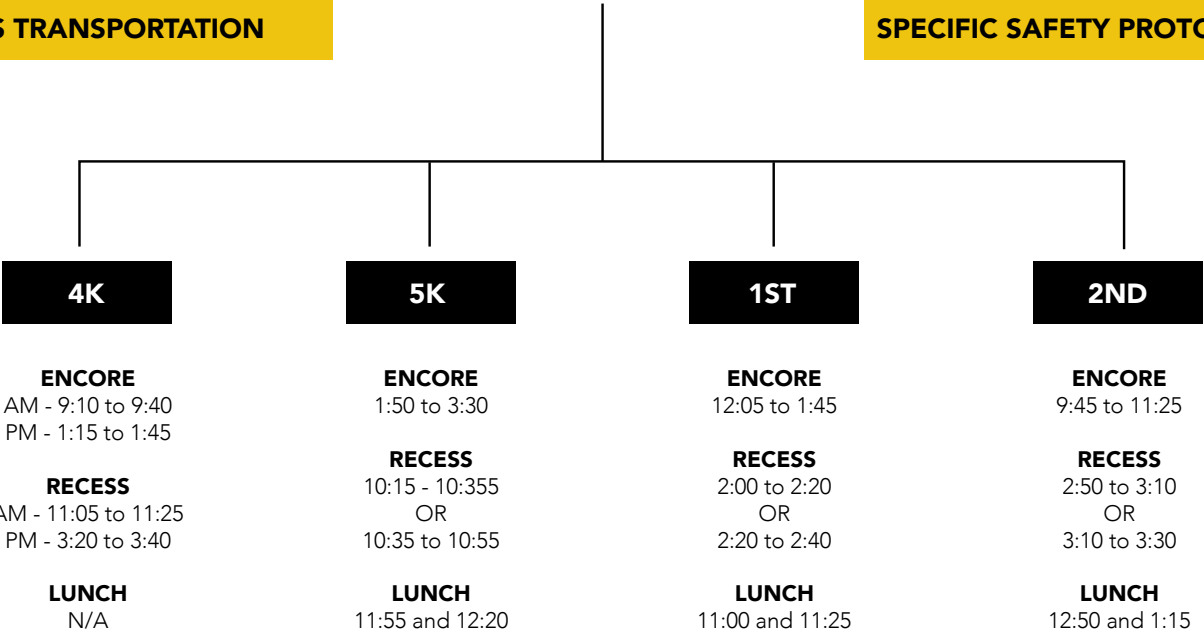 S TRANSPORTATION
SPECIFIC SAFETY PROTO
4K
ENCORE
AM - 9:10 to 9:40
PM - 1:15 to 1:45
RECESS
AM - 11:05 to 11:25
PM - 3:20 to 3:40
LUNCH
N/A
5K
ENCORE
1:50 to 3:30
RECESS
10:15 - 10:355
OR
10:35 to 10:55
LUNCH
11:55 and 12:20
1ST
ENCORE
12:05 to 1:45
RECESS
2:00 to 2:20
OR
2:20 to 2:40
LUNCH
11:00 and 11:25
2ND
ENCORE
9:45 to 11:25
RECESS
2:50 to 3:10
OR
3:10 to 3:30
LUNCH
12:50 and 1:15